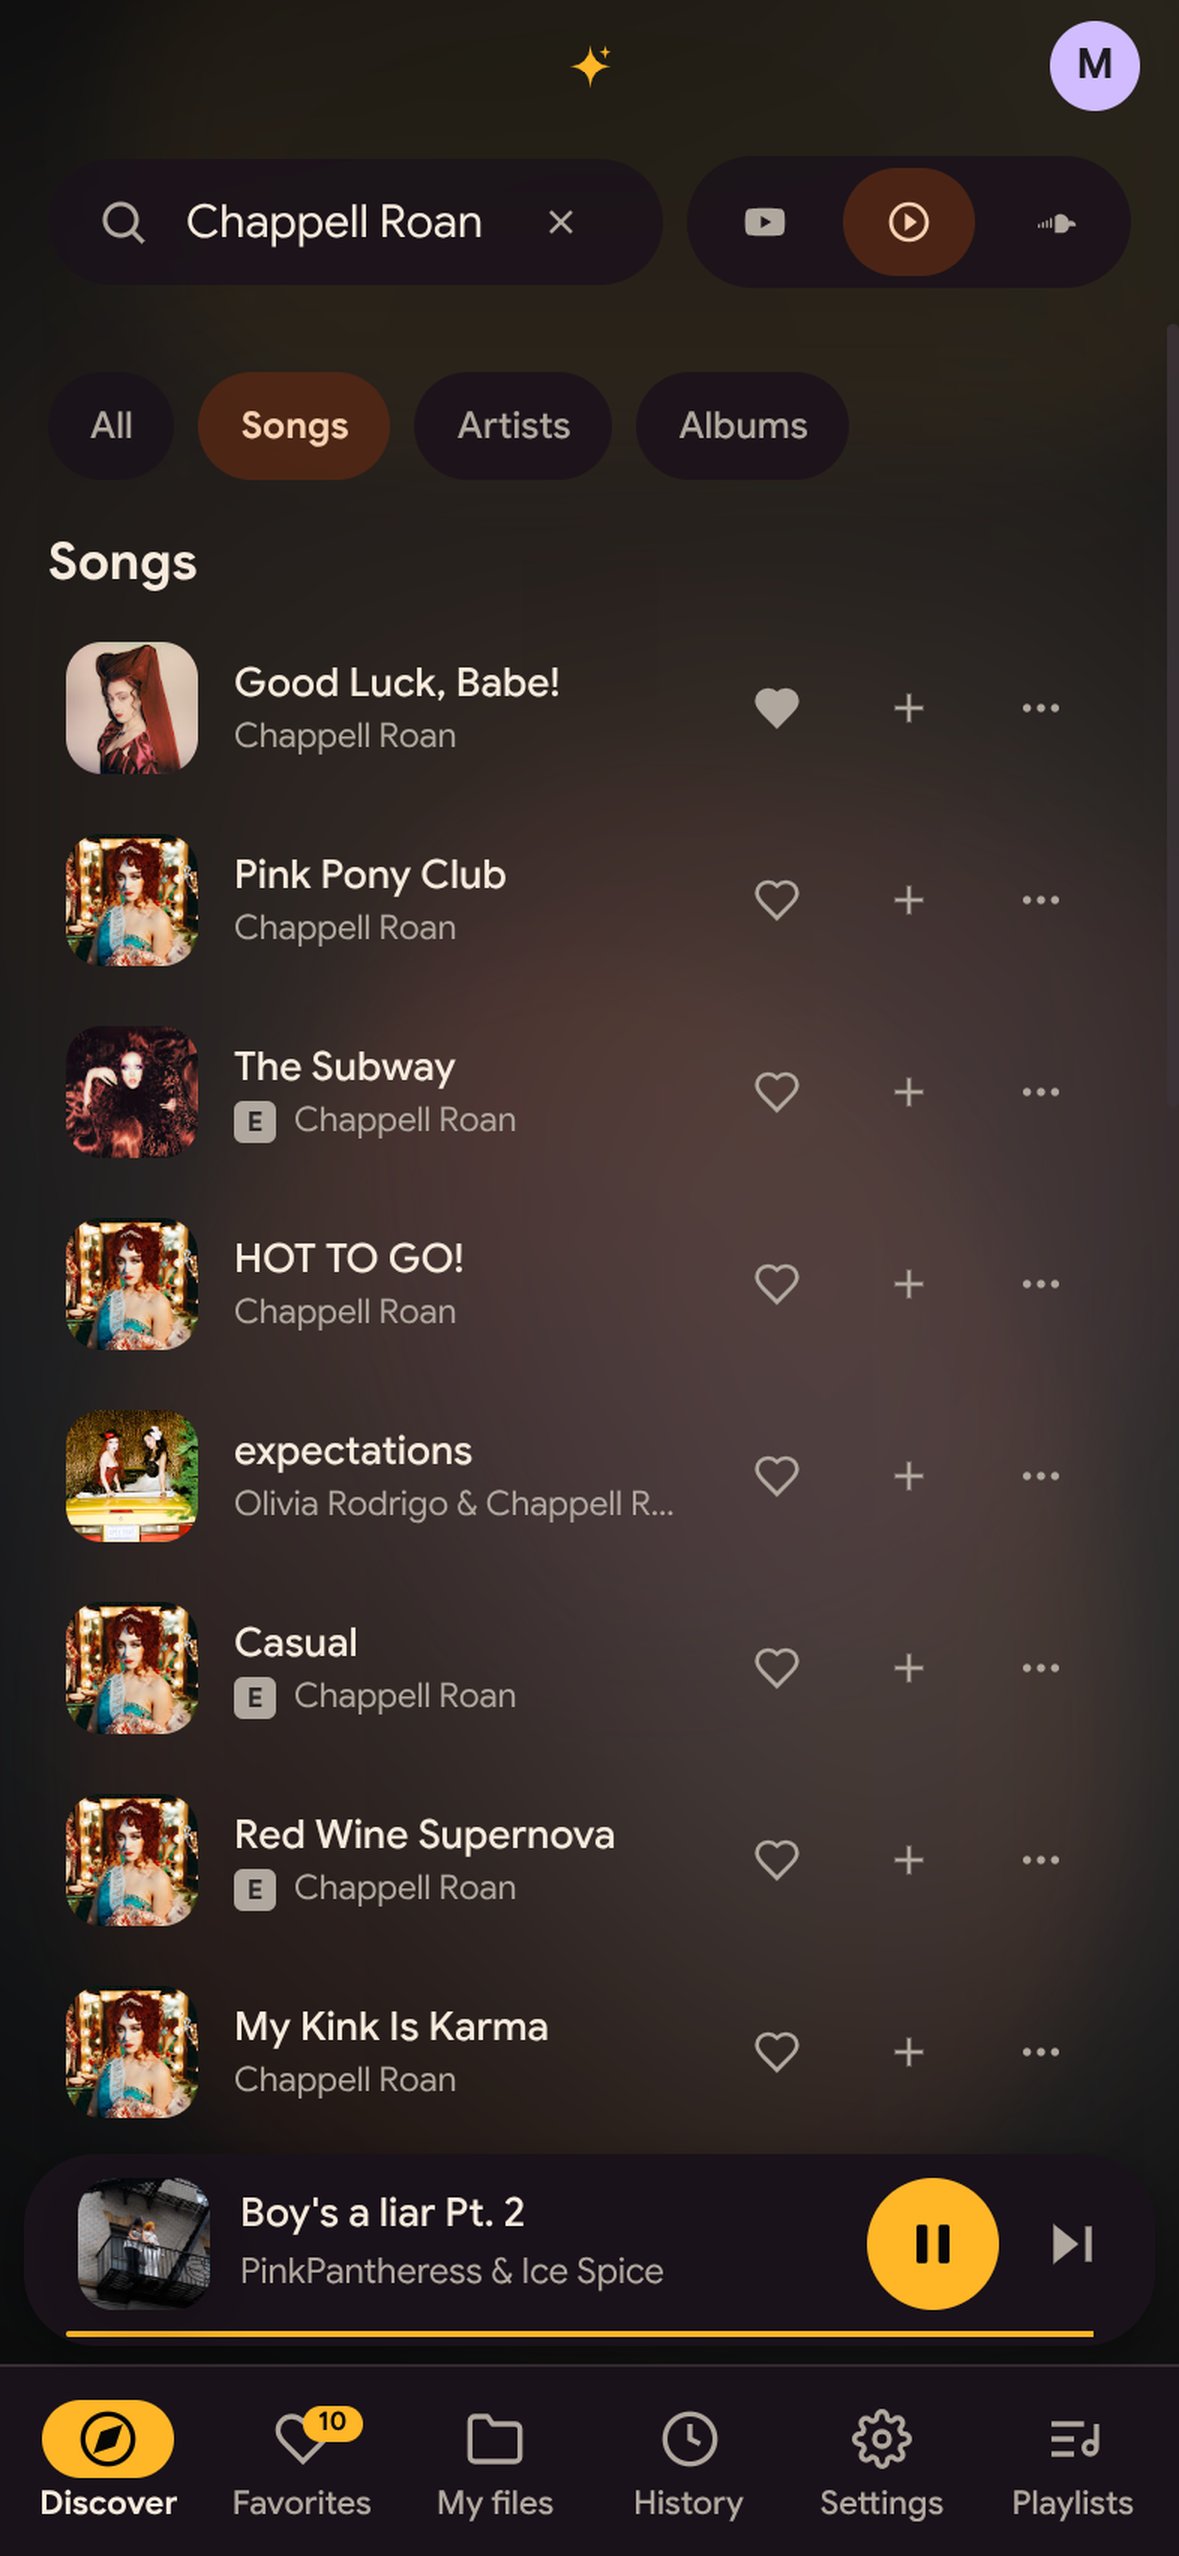 M
Chappell Roan
All
Songs
Artists
Albums
Songs
Good Luck, Babe!
Chappell Roan
Pink Pony Club
Chappell Roan
The Subway
E Chappell Roan
HOT TO GO!
Chappell Roan
expectations
Olivia Rodrigo & Chappell R...
Casual
E Chappell Roan
Red Wine Supernova
E Chappell Roan
My Kink Is Karma
Chappell Roan
Boy's a liar Pt. 2
PinkPantheress & Ice Spice
10
Discover
Favorites
My files
History
Settings
Playlists